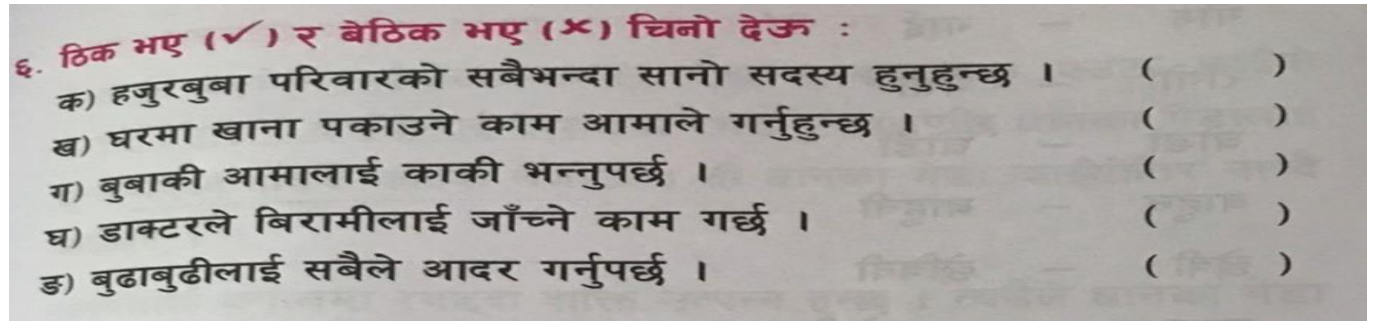 ६. ठिक भए (✓) र बेठिक भए (✗) चिनो देऊ :
क) हजुरबुबा परिवारको सबैभन्दा सानो सदस्य हुनुहुन्छ । ( )
ख) घरमा खाना पकाउने काम आमाले गर्नुहुन्छ । ( )
ग) बुबाकी आमालाई काकी भन्नुपर्छ । ( )
घ) डाक्टरले बिरामीलाई जाँच्ने काम गर्छ । ( )
ङ) बुढाबुढीलाई सबैले आदर गर्नुपर्छ । ( )